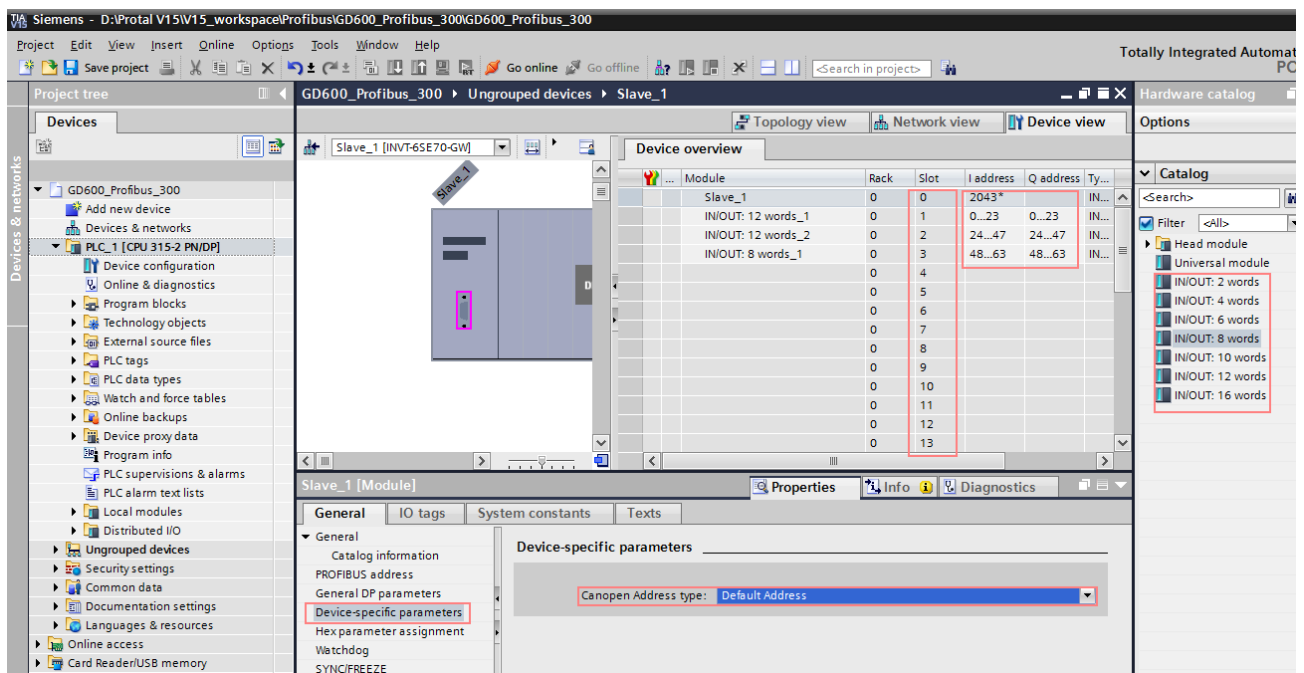 Siemens - D:\Protal V15\V15_workspace\Profibus\GD600_Profibus_300\GD600_Profibus_300
Project Edit View Insert Online Options Tools Window Help
Totally Integrated Automat
PO
Save project Go online Go offline <Search in project>
Project tree
GD600_Profibus_300 Ungrouped devices Slave_1
Hardware catalog
Devices
Topology view Network view Device view
Options
Devices & networks
Slave_1 [INVT-6SE70-GW]
Device overview
Catalog
<Search>
Filter <All>
Head module
Universal module
IN/OUT: 2 words
IN/OUT: 4 words
IN/OUT: 6 words
IN/OUT: 8 words
IN/OUT: 10 words
IN/OUT: 12 words
IN/OUT: 16 words
GD600_Profibus_300
Add new device
Devices & networks
PLC_1 [CPU 315-2 PN/DP]
Device configuration
Online & diagnostics
Program blocks
Technology objects
External source files
PLC tags
PLC data types
Watch and force tables
Online backups
Device proxy data
Program info
PLC supervisions & alarms
PLC alarm text lists
Local modules
Distributed I/O
Ungrouped devices
Security settings
Common data
Documentation settings
Languages & resources
Online access
Card Reader/USB memory
Slave_1
D
... Module Rack Slot I address Q address Ty...
Slave_1 0 0 2043* IN...
IN/OUT: 12 words_1 0 1 0...23 0...23 IN...
IN/OUT: 12 words_2 0 2 24...47 24...47 IN...
IN/OUT: 8 words_1 0 3 48...63 48...63 IN...
0 4
0 5
0 6
0 7
0 8
0 9
0 10
0 11
0 12
0 13
Slave_1 [Module]
Properties Info Diagnostics
General IO tags System constants Texts
General
Catalog information
PROFIBUS address
General DP parameters
Device-specific parameters
Hex parameter assignment
Watchdog
SYNC/FREEZE
Device-specific parameters
Canopen Address type: Default Address